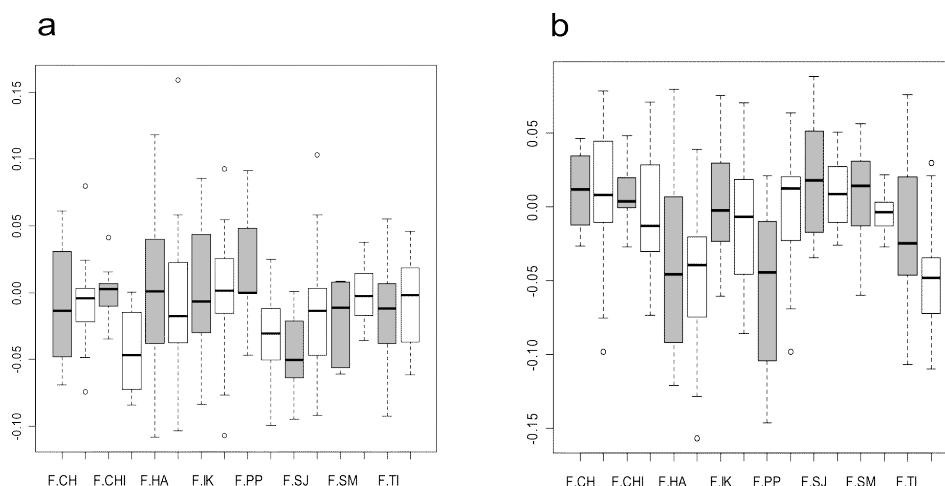 a
b
0.15
0.10
0.05
0.00
-0.05
-0.10
F.CH F.CHI F.HA F.IK F.PP F.SJ F.SM F.TI
0.05
0.00
-0.05
-0.10
-0.15
F.CH F.CHI F.HA F.IK F.PP F.SJ F.SM F.TI